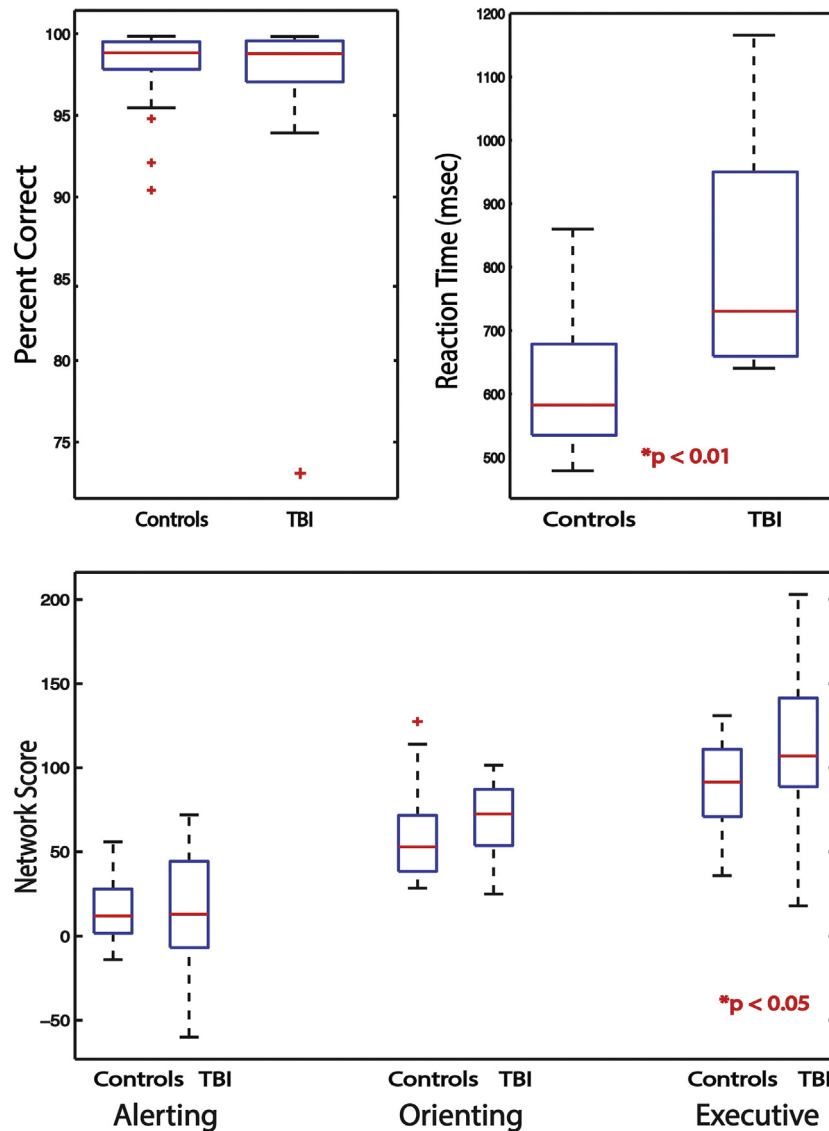 Percent Correct
100
95
90
85
80
75
Controls TBI
Reaction Time (msec)
1200
1100
1000
900
800
700
600
500
*p < 0.01
Controls TBI
Network Score
200
150
100
50
0
−50
*p < 0.05
Controls TBI Controls TBI Controls TBI
Alerting Orienting Executive